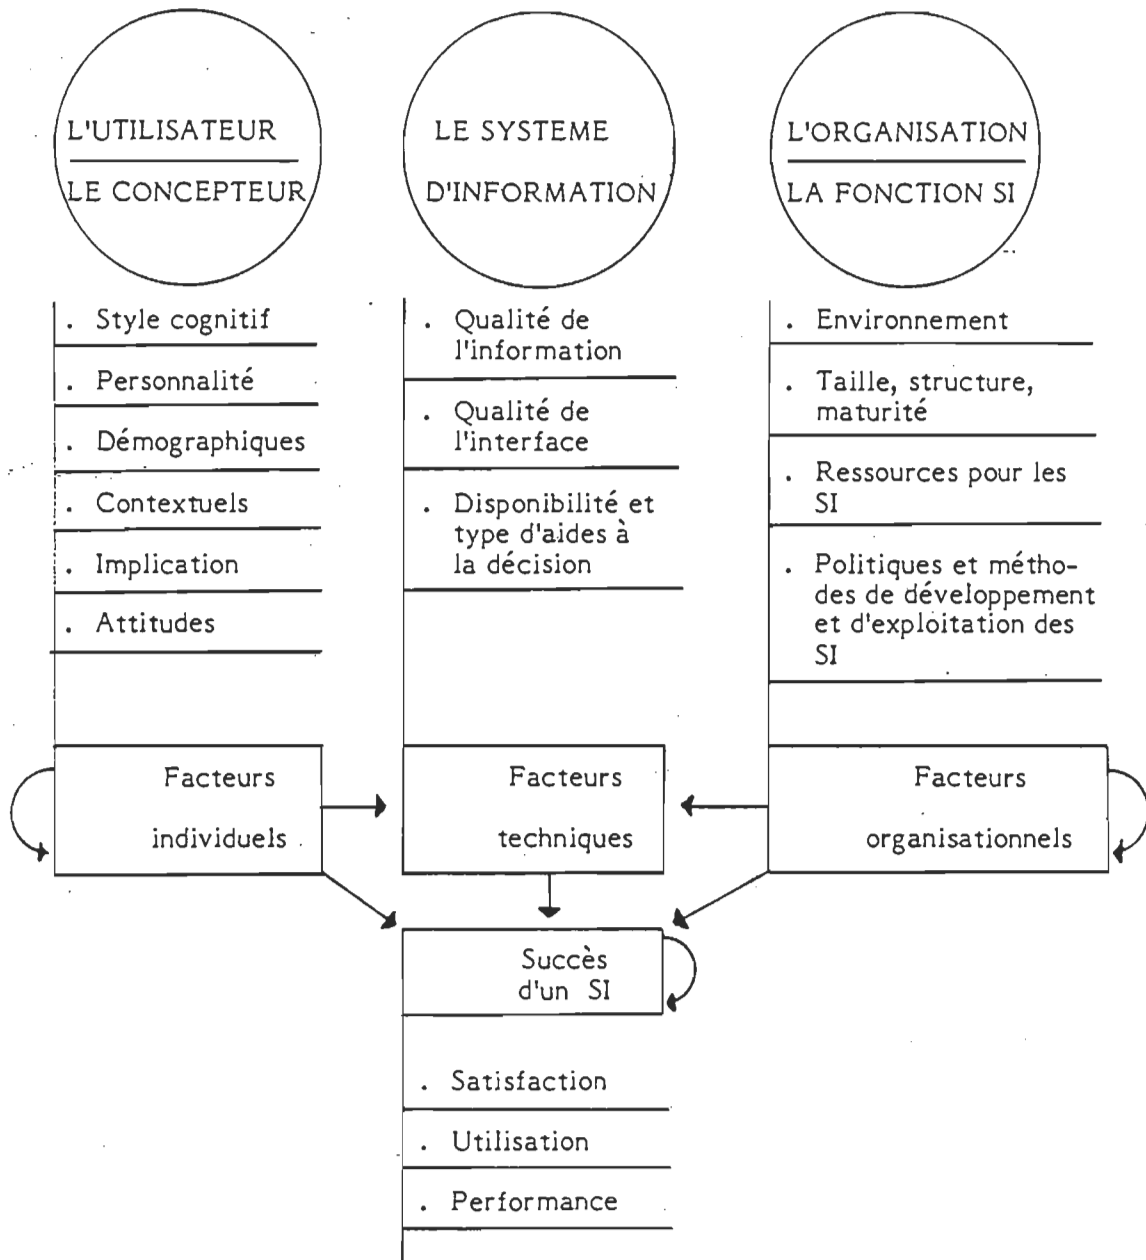 L'UTILISATEUR
LE CONCEPTEUR
LE SYSTEME
D'INFORMATION
L'ORGANISATION
LA FONCTION SI
. Style cognitif
. Personnalité
. Démographiques
. Contextuels
. Implication
. Attitudes
. Qualité de
l'information
. Qualité de
l'interface
. Disponibilité et
type d'aides à
la décision
. Environnement
. Taille, structure,
maturité
. Ressources pour les
SI
. Politiques et métho-
des de développement
et d'exploitation des
SI
Facteurs
individuels
Facteurs
techniques
Facteurs
organisationnels
Succès
d'un SI
. Satisfaction
. Utilisation
. Performance